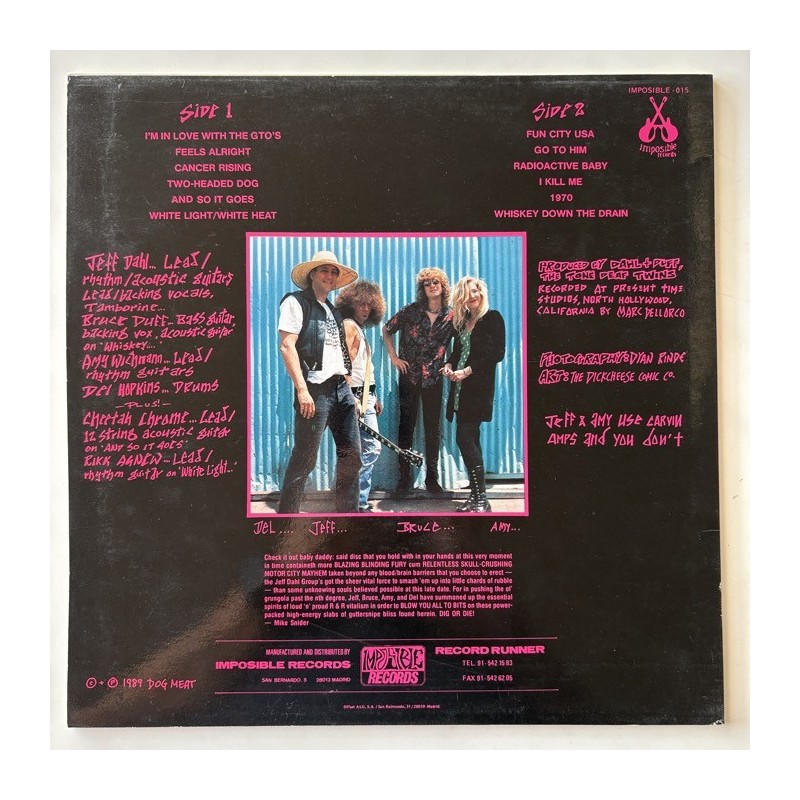 IMPOSIBLE - 015
imposible
records
Side 1
I'M IN LOVE WITH THE GTO'S
FEELS ALRIGHT
CANCER RISING
TWO-HEADED DOG
AND SO IT GOES
WHITE LIGHT/WHITE HEAT
Side 2
FUN CITY USA
GO TO HIM
RADIOACTIVE BABY
I KILL ME
1970
WHISKEY DOWN THE DRAIN
Jeff Dahl... Lead/
rhythm/acoustic guitars
Lead/backing vocals,
Tamborine...
Bruce Duff... Bass guitar,
backing vox, acoustic guitar
on "Whiskey..."
Amy Wichmann... Lead/
rhythm guitars
Del Hopkins... Drums
—PLUS!—
Cheetah Chrome... Lead/
12 string acoustic guitar
on "And So It Goes"
Rikk Agnew... Lead/
rhythm guitar on "White Light..."
PRODUCED BY DAHL + DUFF,
THE TONE DEAF TWINS
RECORDED AT PRESENT TIME
STUDIOS, NORTH HOLLYWOOD,
CALIFORNIA BY MARC DELLARCO
PHOTOGRAPHY: DYAN RINDE
ART: THE DICKCHEESE COMIC CO.
JEFF & AMY USE CARVIN
AMPS AND YOU DON'T
DEL.... JEFF... BRUCE... AMY...
Check it out baby daddy: said disc that you hold with in your hands at this very moment
in time containeth more BLAZING BLINDING FURY cum RELENTLESS SKULL-CRUSHING
MOTOR CITY MAYHEM taken beyond any blood/brain barriers that you choose to erect —
the Jeff Dahl Group's got the sheer vital force to smash 'em up into little chards of rubble
— than some unknowing souls believed possible at this late date. For in pushing the ol'
grungola past the nth degree, Jeff, Bruce, Amy, and Del have summoned up the essential
spirits of loud 'n' proud R & R vitalism in order to BLOW YOU ALL TO BITS on these power-
packed high-energy slabs of guttersnipe bliss found herein. DIG OR DIE!
— Mike Snider
MANUFACTURED AND DISTRIBUTED BY
IMPOSIBLE RECORDS
SAN BERNARDO, 5 28013 MADRID
IMPOSIBLE
RECORDS
RECORD RUNNER
TEL. 91-542 15 83
FAX 91-542 62 05
© + ℗ 1989 DOG MEAT
Offset A.I.G., S.A. / San Raimundo, 31 / 28039 Madrid